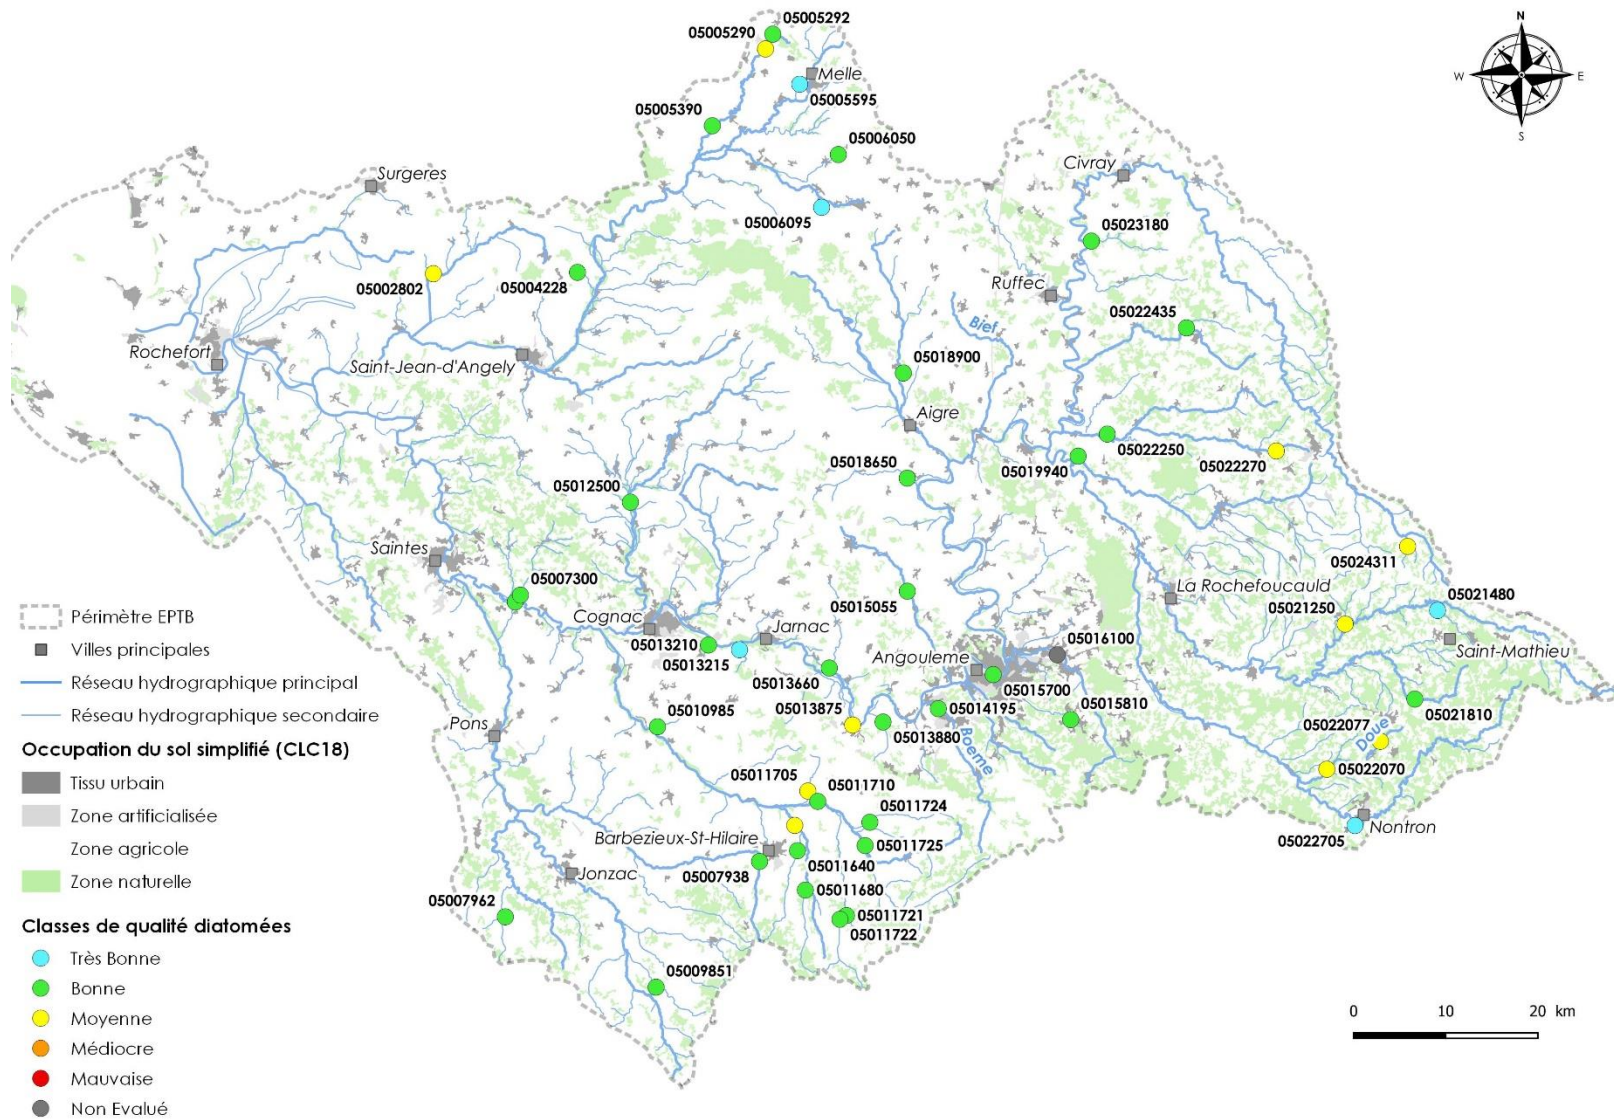 05005292
05005290
N
W
E
S
Melle
05005595
05005390
05006050
Civray
Surgeres
05006095
05023180
05002802
05004228
Ruffec
05022435
Bief
Rochefort
Saint-Jean-d'Angely
05018900
Aigre
05022250
05022270
05019940
05018650
05012500
Saintes
05024311
05007300
La Rochefoucauld
05021480
05015055
05021250
Cognac
Jarnac
05013210
05013215
Angouleme
05016100
Saint-Mathieu
05013660
05015700
05013875
05014195
05015810
05010985
05013880
Boeme
Pons
05021810
05022077
Doue
05022070
05011705
05011710
05011724
Nontron
05022705
Barbezieux-St-Hilaire
05011725
05007938
05011640
Jonzac
05011680
05007962
05011721
05011722
05009851
Périmètre EPTB
Villes principales
Réseau hydrographique principal
Réseau hydrographique secondaire
Occupation du sol simplifié (CLC18)
Tissu urbain
Zone artificialisée
Zone agricole
Zone naturelle
Classes de qualité diatomées
Très Bonne
Bonne
Moyenne
Médiocre
Mauvaise
Non Evalué
0 10 20 km